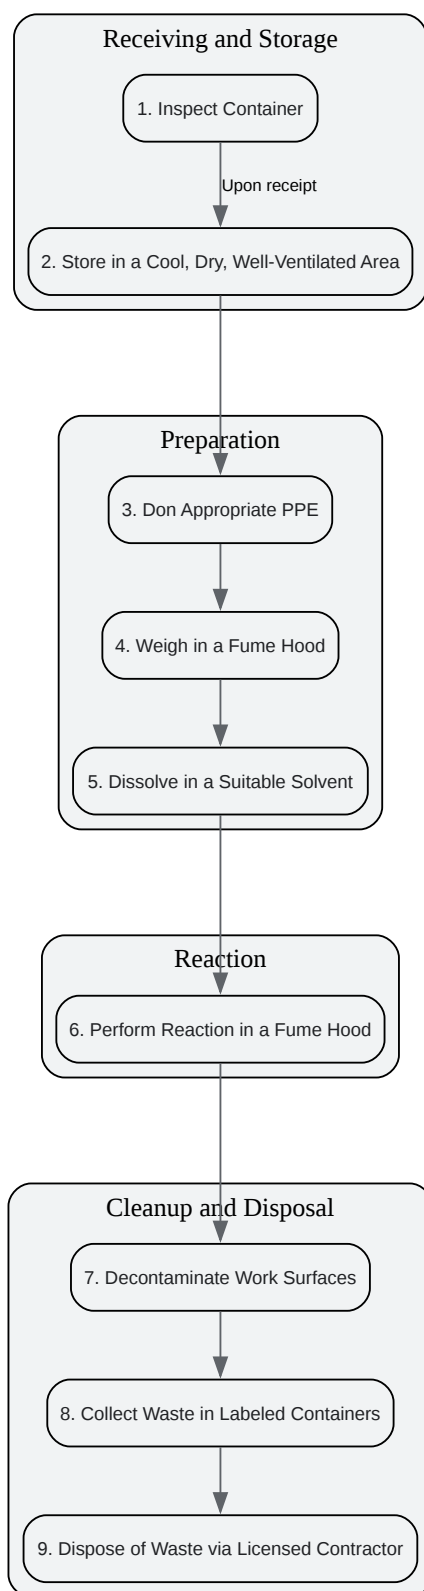 Receiving and Storage
1. Inspect Container
Upon receipt
2. Store in a Cool, Dry, Well-Ventilated Area
Preparation
3. Don Appropriate PPE
4. Weigh in a Fume Hood
5. Dissolve in a Suitable Solvent
Reaction
6. Perform Reaction in a Fume Hood
Cleanup and Disposal
7. Decontaminate Work Surfaces
8. Collect Waste in Labeled Containers
9. Dispose of Waste via Licensed Contractor